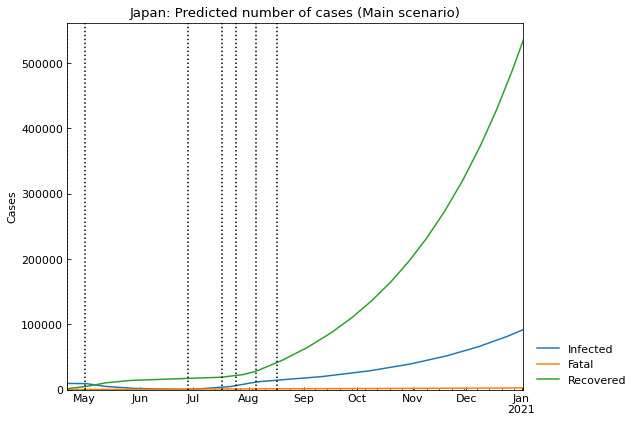 Japan: Predicted number of cases (Main scenario)
Cases
500000
400000
300000
200000
100000
0
May Jun Jul Aug Sep Oct Nov Dec Jan
2021
Infected
Fatal
Recovered